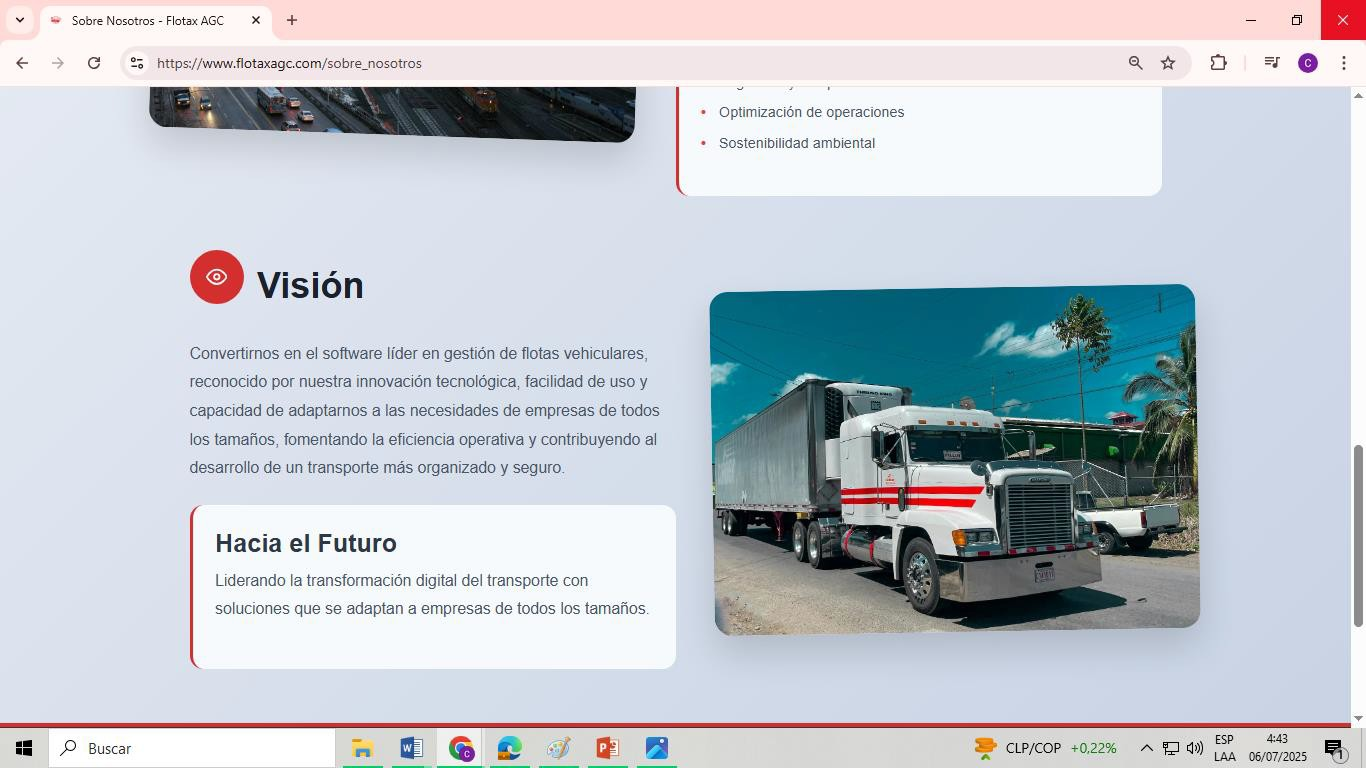 Sobre Nosotros - Flotax AGC
https://www.flotaxagc.com/sobre_nosotros
C
Optimización de operaciones
Sostenibilidad ambiental
Visión
Convertirnos en el software líder en gestión de flotas vehiculares,
reconocido por nuestra innovación tecnológica, facilidad de uso y
capacidad de adaptarnos a las necesidades de empresas de todos
los tamaños, fomentando la eficiencia operativa y contribuyendo al
desarrollo de un transporte más organizado y seguro.
THERMO KING
Hacia el Futuro
Liderando la transformación digital del transporte con
soluciones que se adaptan a empresas de todos los tamaños.
Buscar
CLP/COP +0,22%
ESP
LAA
4:43
06/07/2025
1